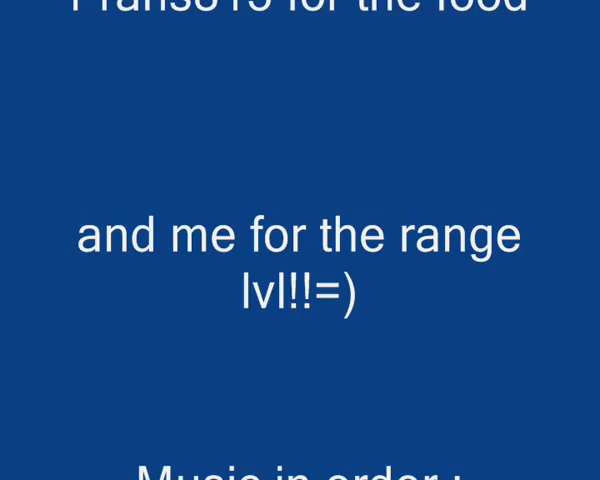 for the food
and me for the range
lvl!!=)
Music in order :